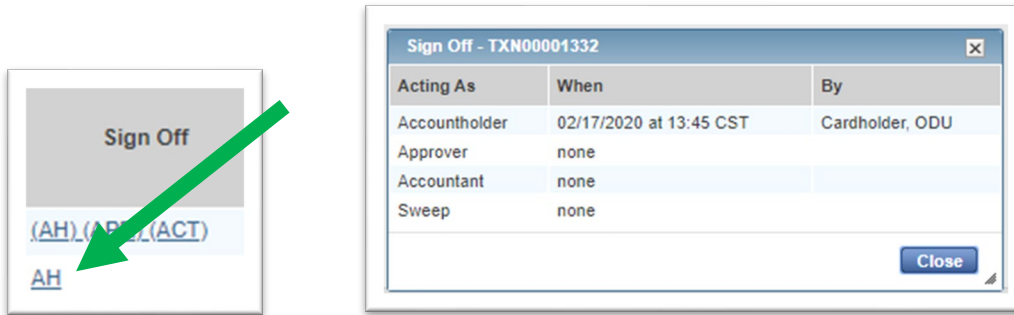 Sign Off
(AH) (ACT)
AH
Sign Off - TXN00001332
Acting As When By
Accountholder 02/17/2020 at 13:45 CST Cardholder, ODU
Approver none
Accountant none
Sweep none
Close